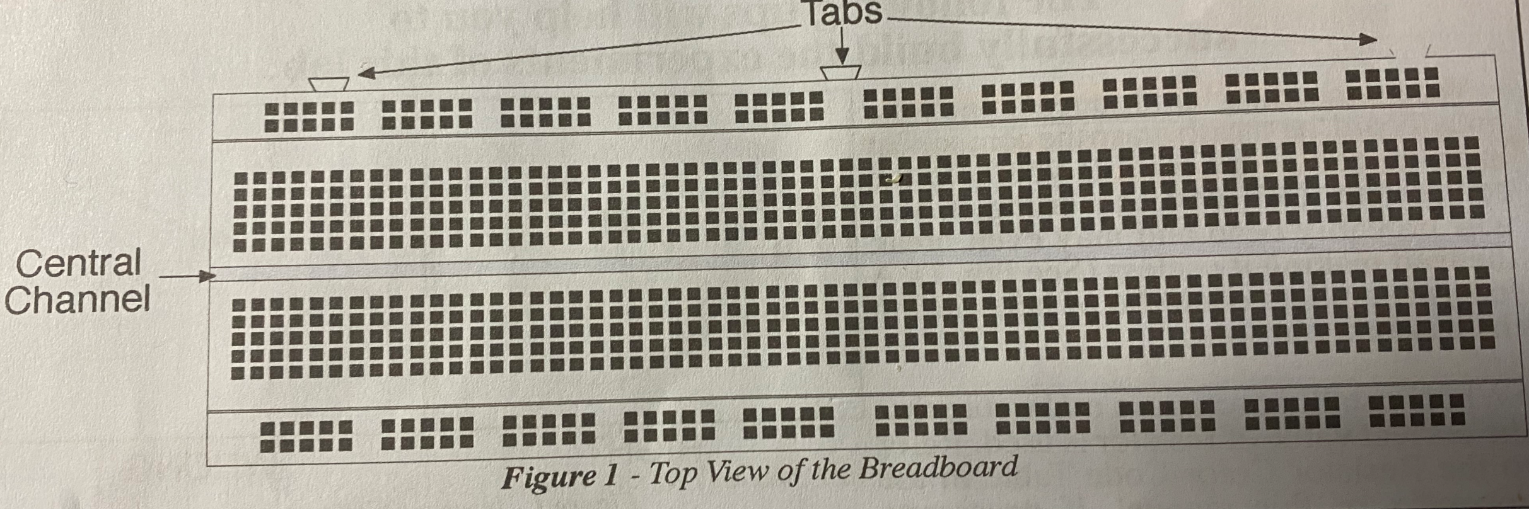 Tabs
Central
Channel
Figure 1 - Top View of the Breadboard